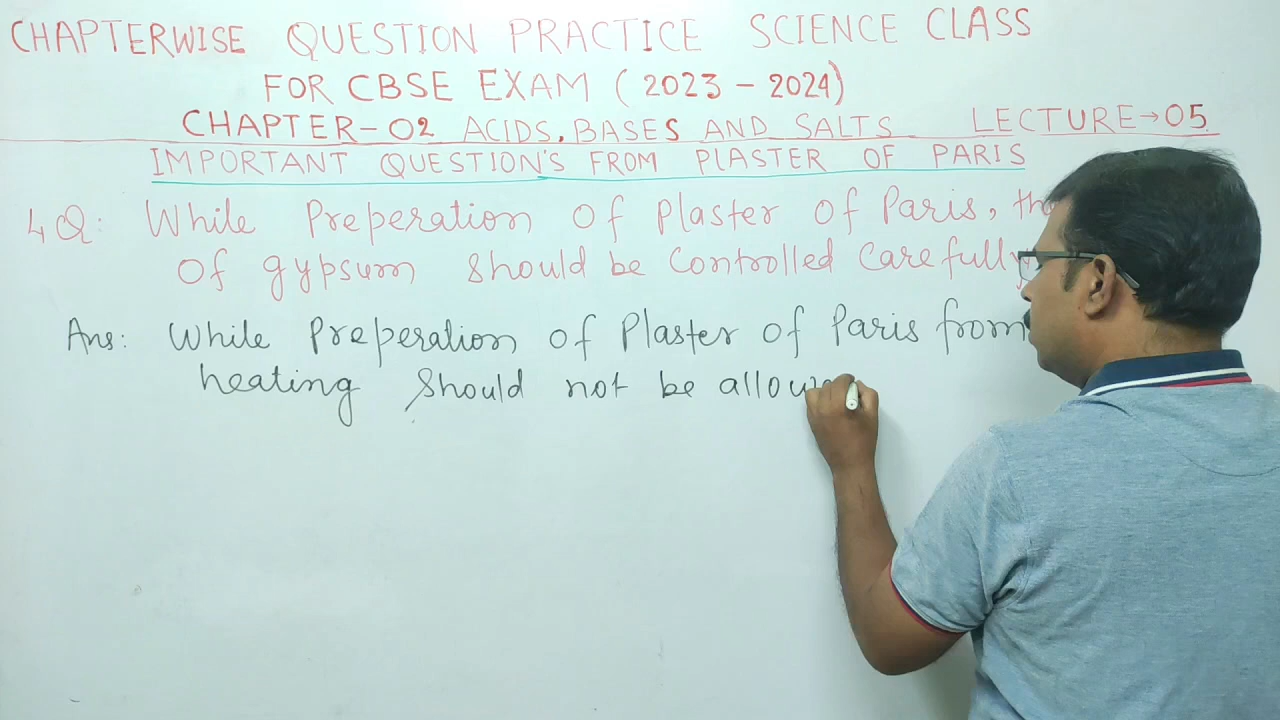 CHAPTERWISE QUESTION PRACTICE SCIENCE CLASS
FOR CBSE EXAM (2023-2024)
CHAPTER-02 ACIDS, BASES AND SALTS LECTURE→05
IMPORTANT QUESTION'S FROM PLASTER OF PARIS
4Q: While Preperation of Plaster of Paris, the
of gypsum should be Controlled Carefully
Ans: While Preperation of Plaster of Paris from
heating should not be allowe